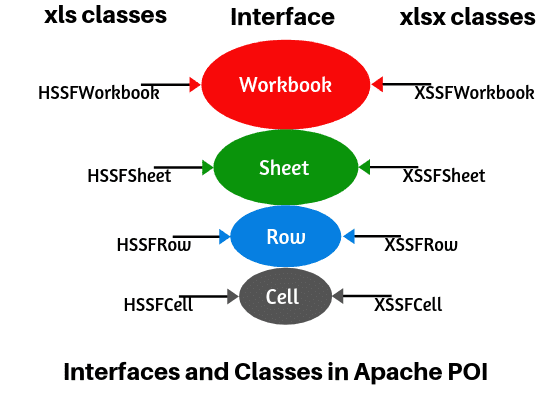 xls classes Interface xlsx classes
HSSFWorkbook Workbook XSSFWorkbook
HSSFSheet Sheet XSSFSheet
HSSFRow Row XSSFRow
HSSFCell Cell XSSFCell
Interfaces and Classes in Apache POI